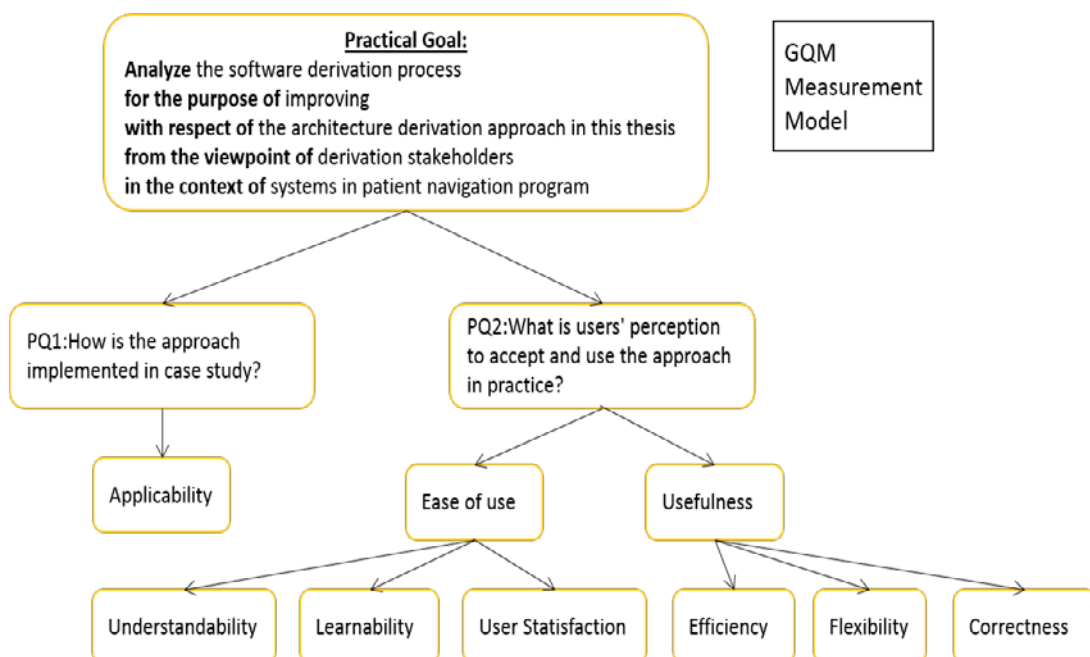 Practical Goal:
Analyze the software derivation process
for the purpose of improving
with respect of the architecture derivation approach in this thesis
from the viewpoint of derivation stakeholders
in the context of systems in patient navigation program
GQM
Measurement
Model
PQ1:How is the approach
implemented in case study?
PQ2:What is users' perception
to accept and use the approach
in practice?
Applicability
Ease of use
Usefulness
Understandability
Learnability
User Statisfaction
Efficiency
Flexibility
Correctness